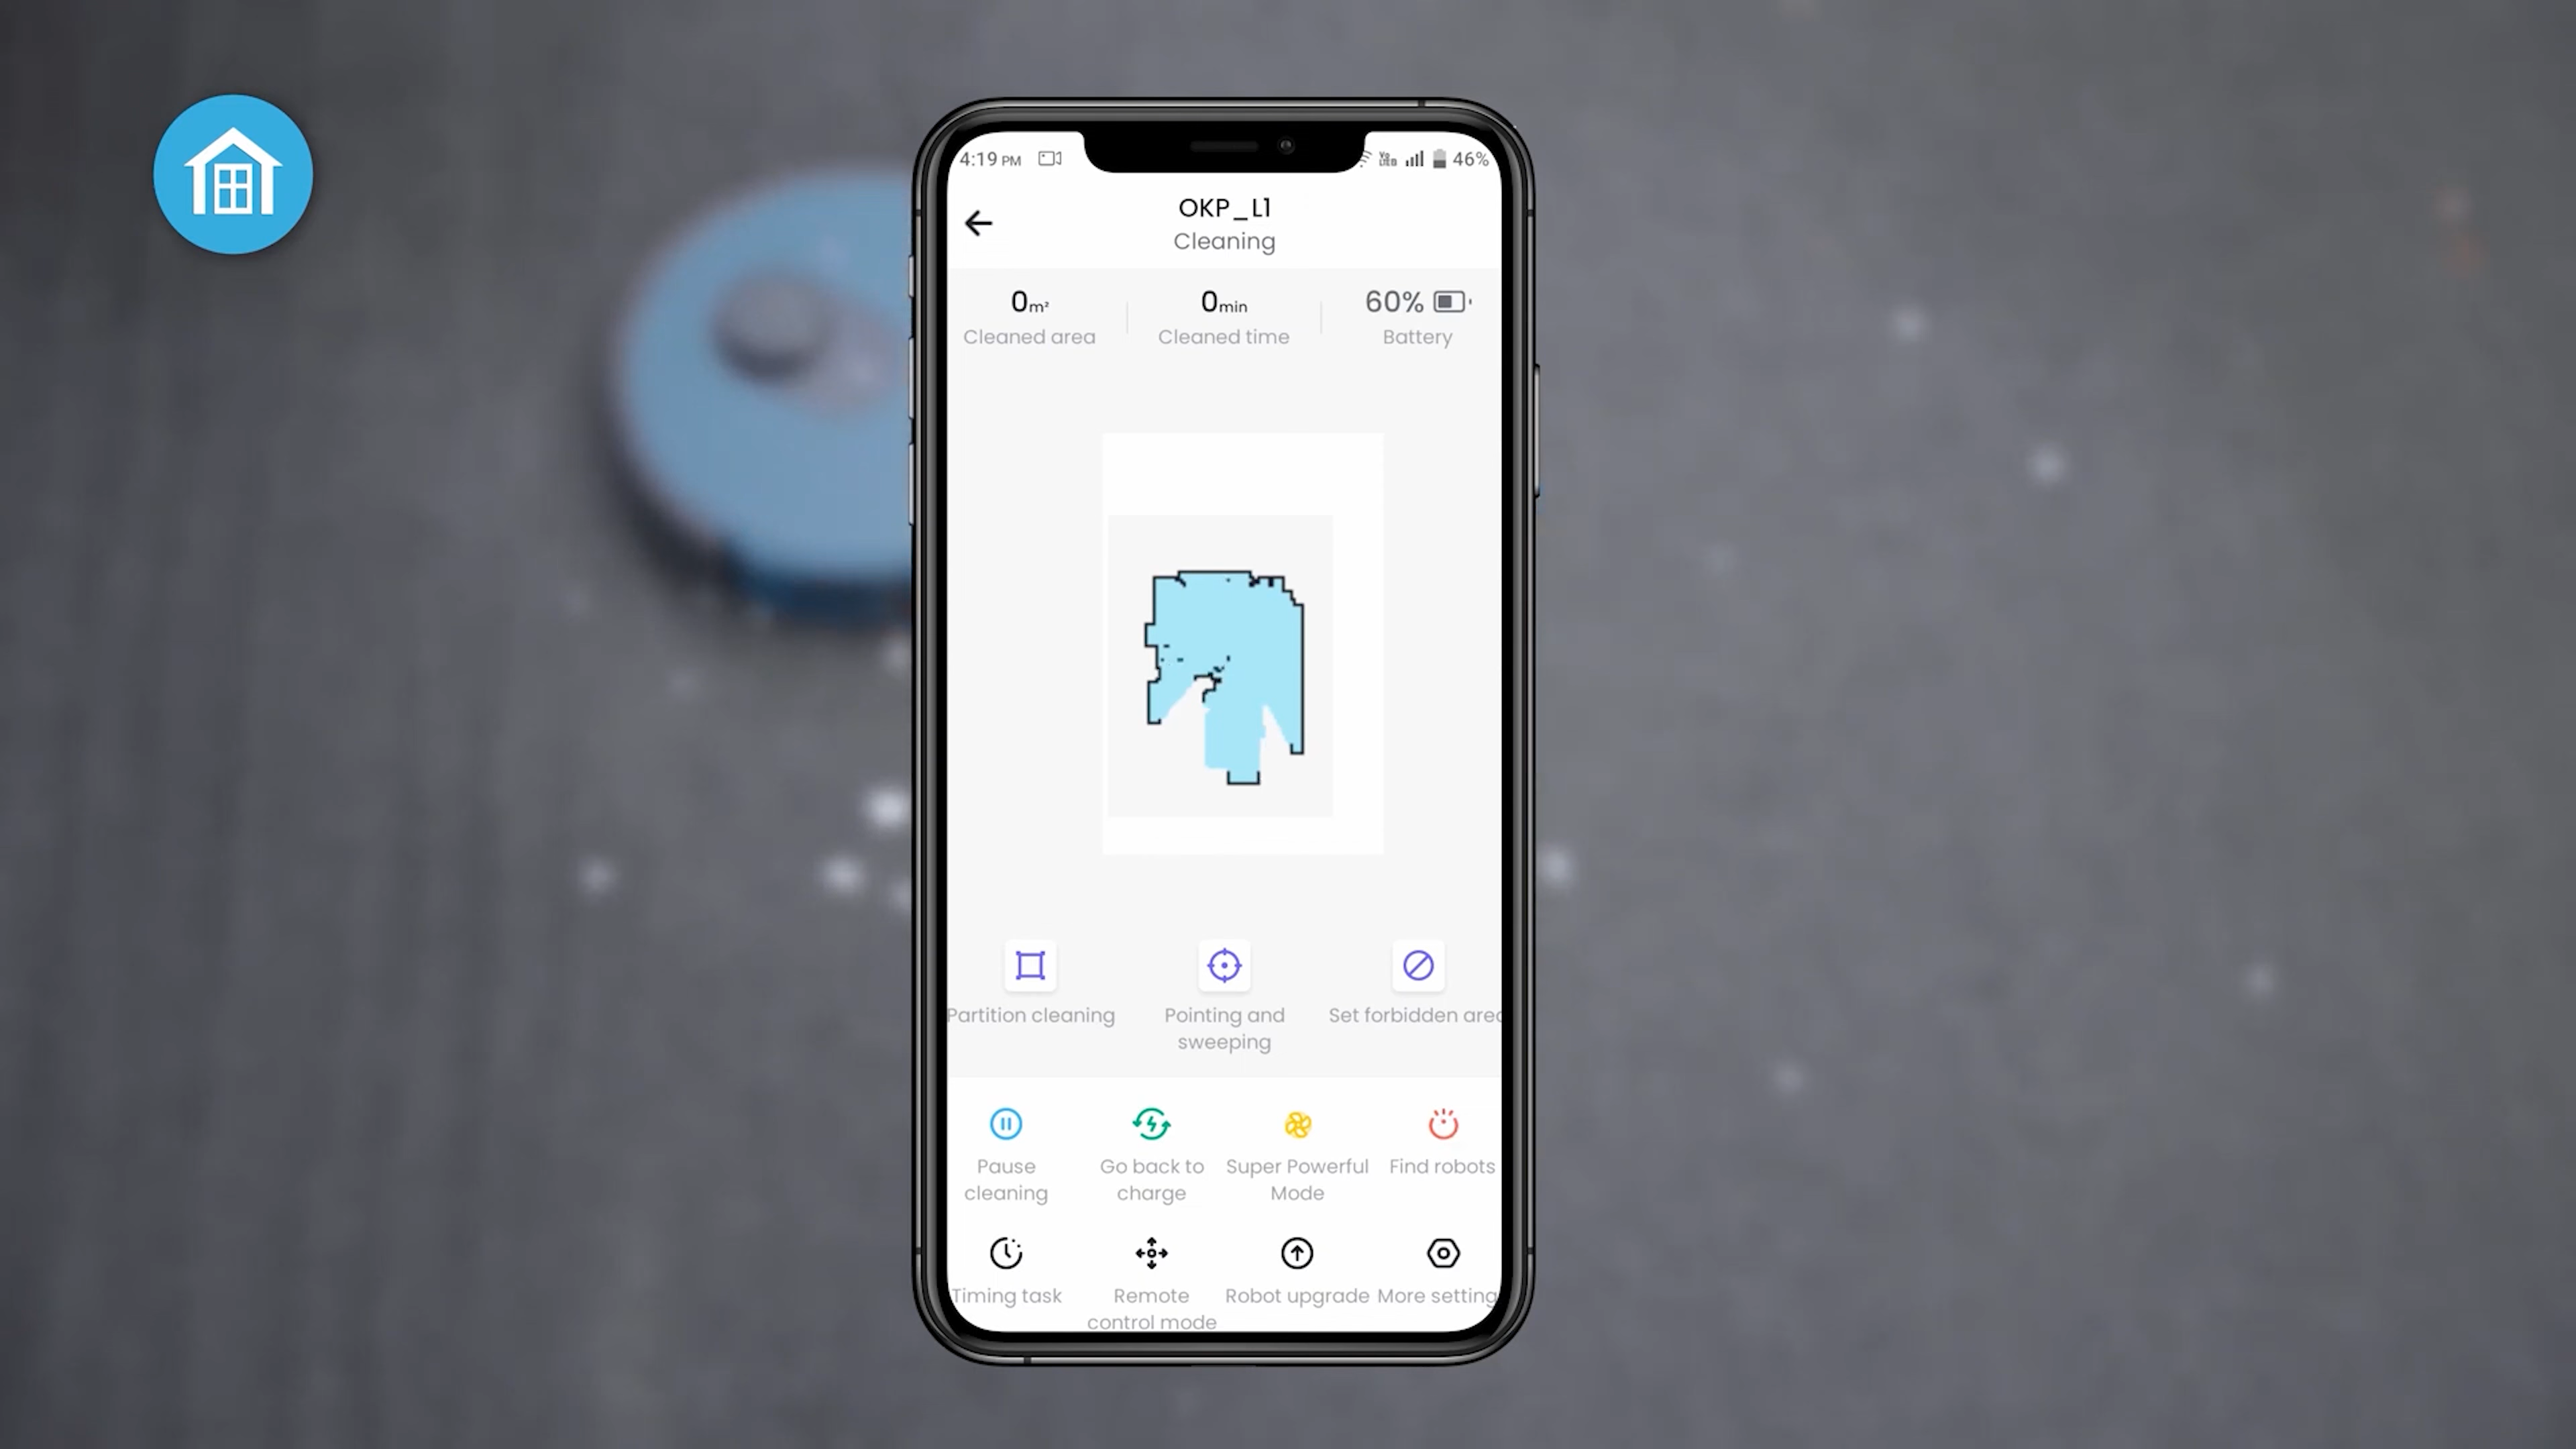 4:19 PM 46%
OKP_L1
Cleaning
0m² 0min 60%
Cleaned area Cleaned time Battery
Partition cleaning Pointing and Set forbidden area
sweeping
Pause Go back to Super Powerful Find robots
cleaning charge Mode
Timing task Remote Robot upgrade More setting
control mode